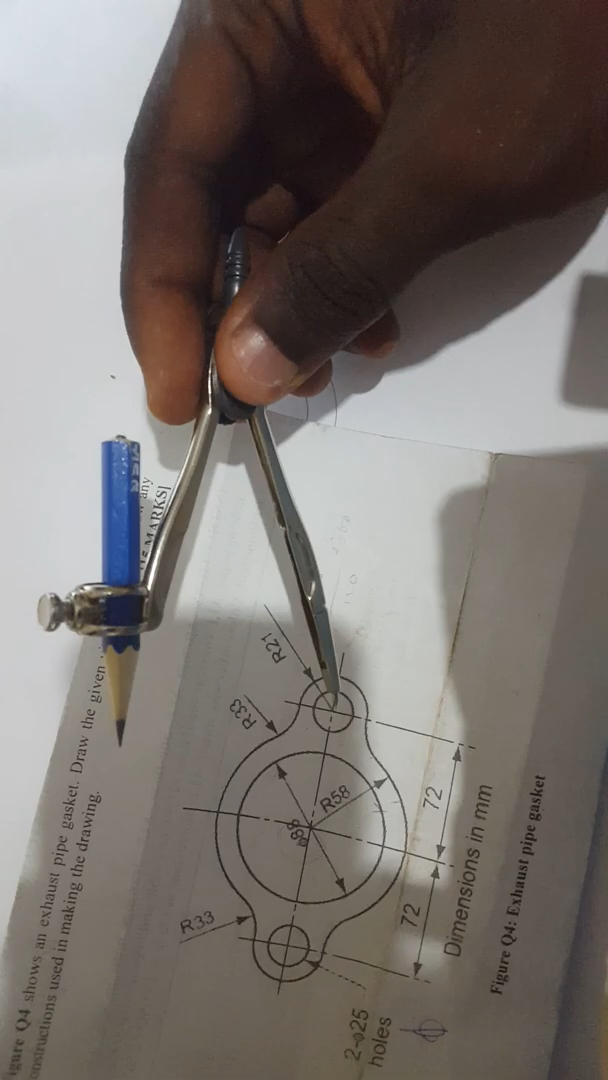 igure Q4 shows an exhaust pipe gasket. Draw the given
any
onstructions used in making the drawing.
MARKS]
R21
R33
R58
R33
72
72
2-ø25
holes
Dimensions in mm
Figure Q4: Exhaust pipe gasket